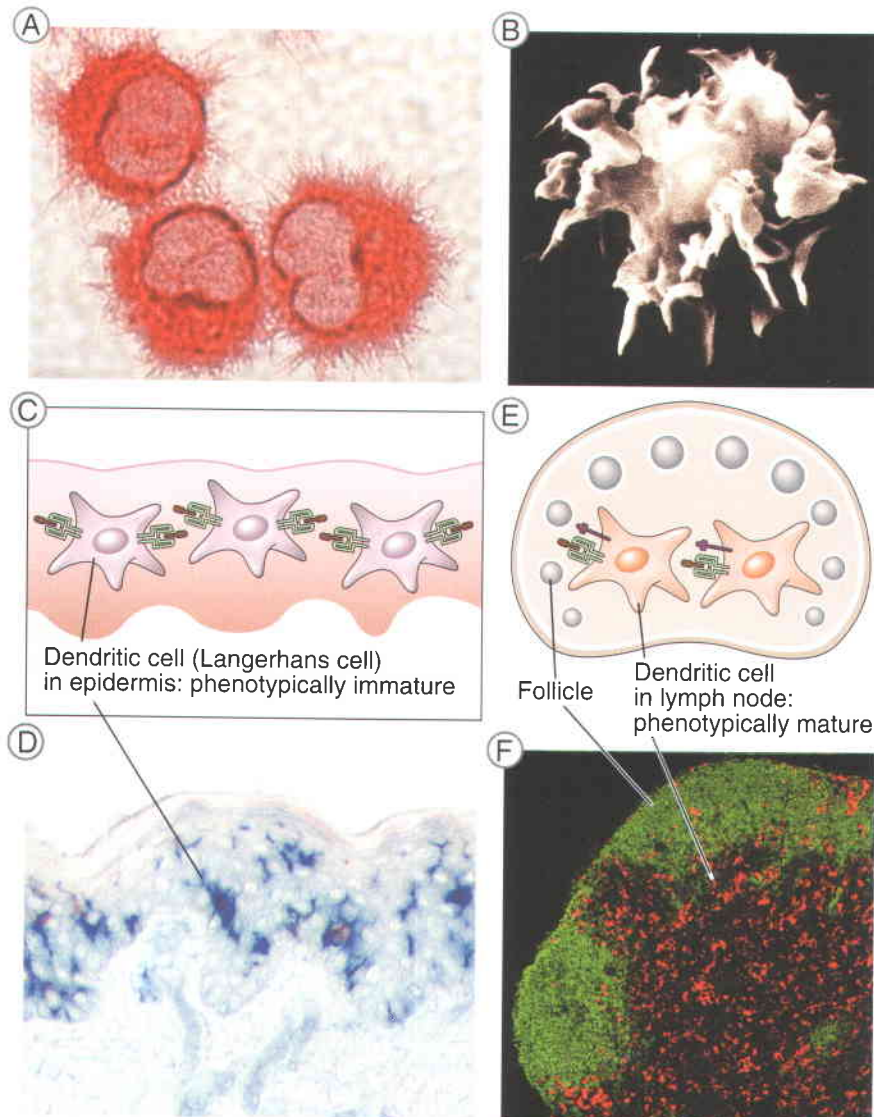 A
B
C
E
Dendritic cell (Langerhans cell)
in epidermis: phenotypically immature
Follicle
Dendritic cell
in lymph node:
phenotypically mature
D
F